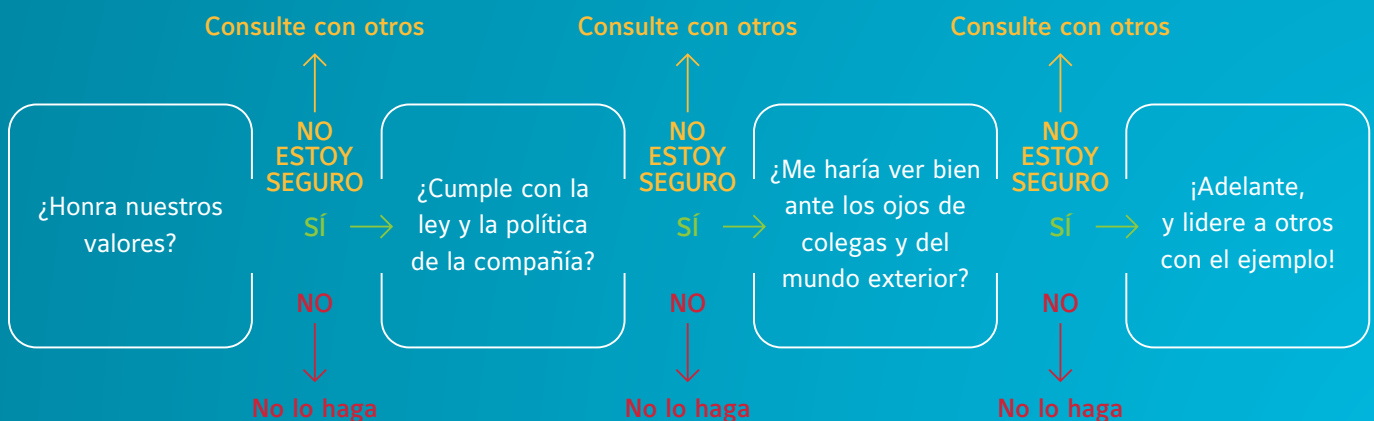 Consulte con otros
Consulte con otros
Consulte con otros
¿Honra nuestros
valores?
NO
ESTOY
SEGURO
SÍ
NO
¿Cumple con la
ley y la política
de la compañía?
NO
ESTOY
SEGURO
SÍ
NO
¿Me haría ver bien
ante los ojos de
colegas y del
mundo exterior?
NO
ESTOY
SEGURO
SÍ
NO
¡Adelante,
y lidere a otros
con el ejemplo!
No lo haga
No lo haga
No lo haga